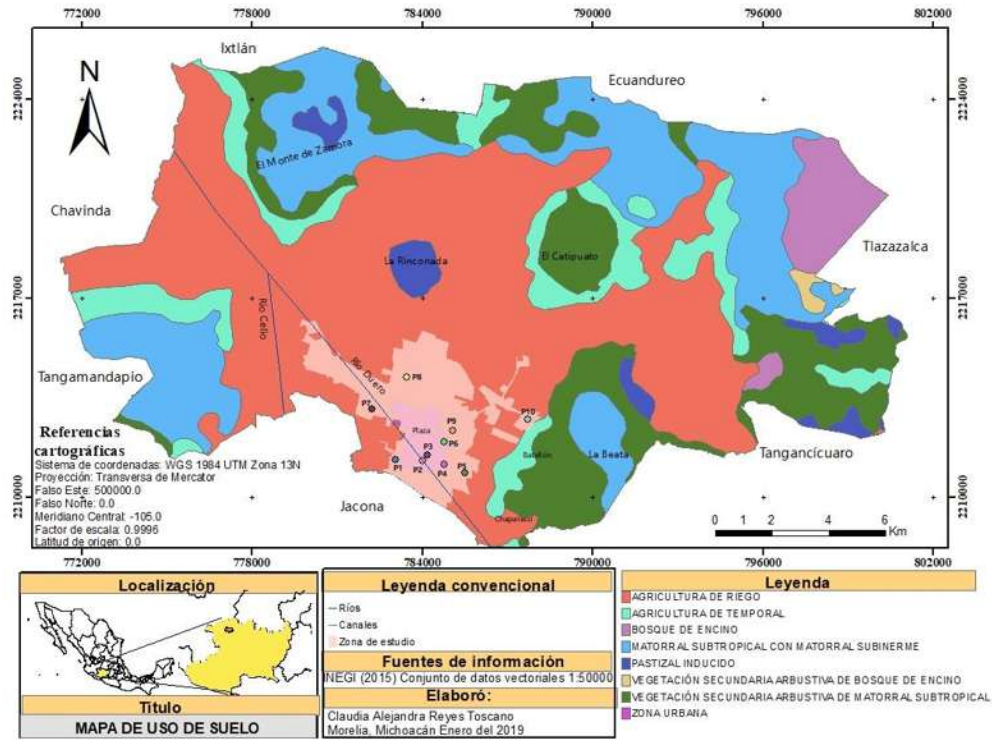 772000 778000 784000 790000 796000 802000
Ixtlán
Ecuandureo
N
2224000
2224000
El Monte de Zamora
Chavinda
Tlazazalca
La Rinconada
El Catipuato
2217000
2217000
Río Celio
Río Duero
Tangamandapio
P8
P7
P10
Plaza
P9
P6
P3
P1
P2
P4
P5
La Beata
Tangancícuaro
Referencias
cartográficas
Sistema de coordenadas: WGS 1984 UTM Zona 13N
Proyección: Transversa de Mercator
Falso Este: 500000.0
Falso Norte: 0.0
Meridiano Central: -105.0
Factor de escala: 0.9996
Latitud de origen: 0.0
2210000
2210000
Jacona
0 1 2 4 6
Km
772000 778000 784000 790000 796000 802000
Localización
Título
MAPA DE USO DE SUELO
Leyenda convencional
Ríos
Canales
Zona de estudio
Fuentes de información
INEGI (2015) Conjunto de datos vectoriales 1:50000
Elaboró:
Claudia Alejandra Reyes Toscano
Morelia, Michoacán Enero del 2019
Leyenda
AGRICULTURA DE RIEGO
AGRICULTURA DE TEMPORAL
BOSQUE DE ENCINO
MATORRAL SUBTROPICAL CON MATORRAL SUBINERME
PASTIZAL INDUCIDO
VEGETACIÓN SECUNDARIA ARBUSTIVA DE BOSQUE DE ENCINO
VEGETACIÓN SECUNDARIA ARBUSTIVA DE MATORRAL SUBTROPICAL
ZONA URBANA